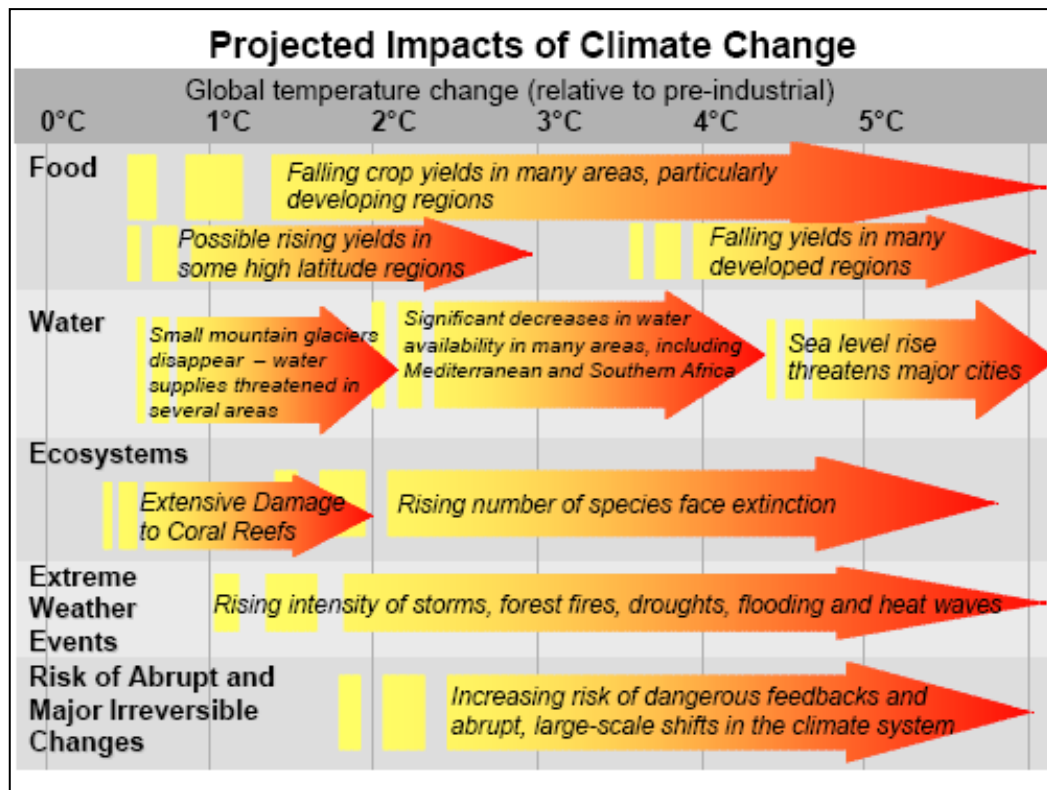 Projected Impacts of Climate Change
Global temperature change (relative to pre-industrial)
0°C 1°C 2°C 3°C 4°C 5°C
Food
Falling crop yields in many areas, particularly
developing regions
Possible rising yields in
some high latitude regions
Falling yields in many
developed regions
Water
Small mountain glaciers
disappear – water
supplies threatened in
several areas
Significant decreases in water
availability in many areas, including
Mediterranean and Southern Africa
Sea level rise
threatens major cities
Ecosystems
Extensive Damage
to Coral Reefs
Rising number of species face extinction
Extreme
Weather
Events
Rising intensity of storms, forest fires, droughts, flooding and heat waves
Risk of Abrupt and
Major Irreversible
Changes
Increasing risk of dangerous feedbacks and
abrupt, large-scale shifts in the climate system